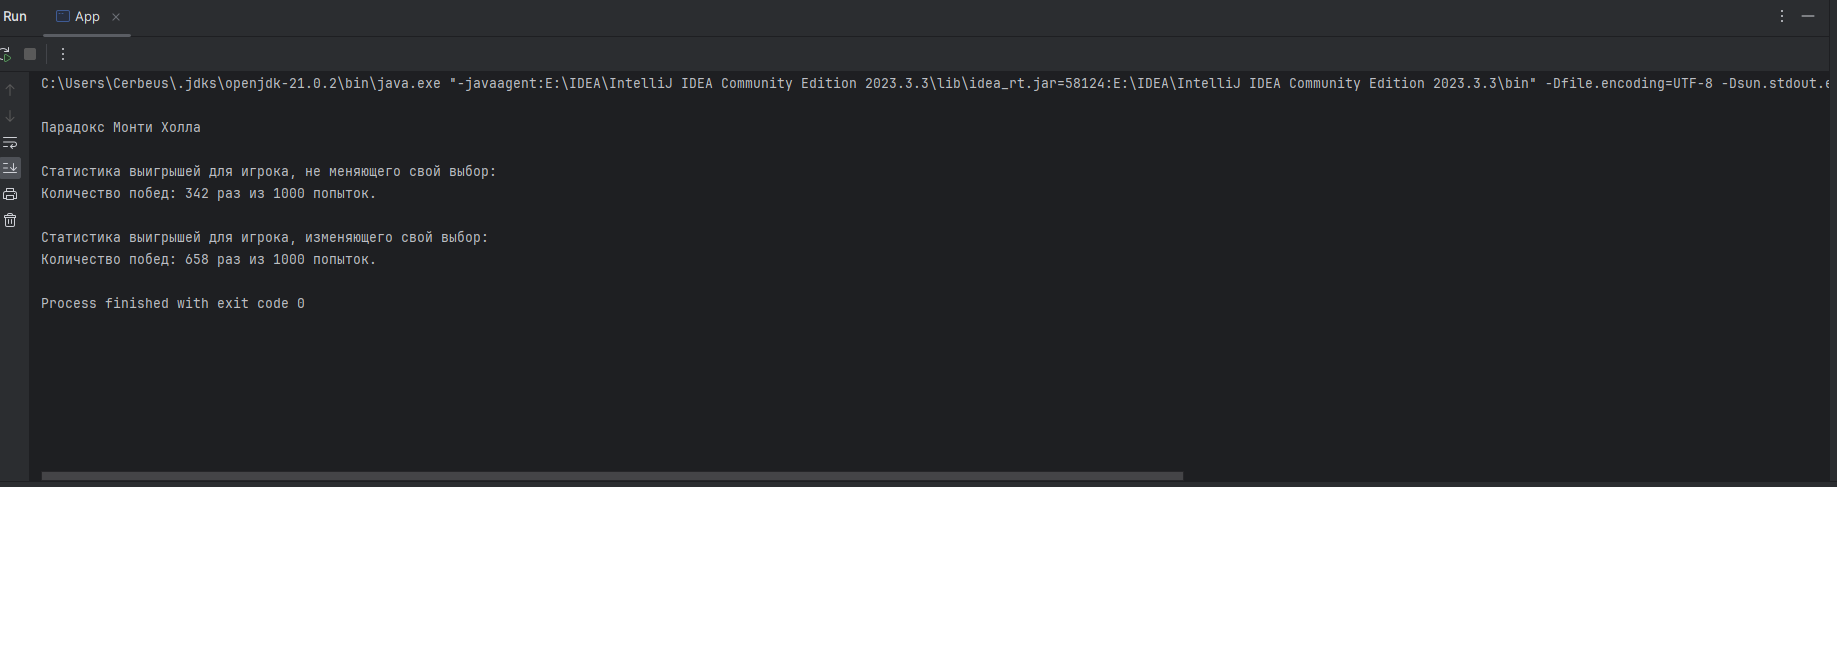 Run App
C:\Users\Cerbeus\.jdks\openjdk-21.0.2\bin\java.exe "-javaagent:E:\IDEA\IntelliJ IDEA Community Edition 2023.3.3\lib\idea_rt.jar=58124:E:\IDEA\IntelliJ IDEA Community Edition 2023.3.3\bin" -Dfile.encoding=UTF-8 -Dsun.stdout.e
Парадокс Монти Холла
Статистика выигрышей для игрока, не меняющего свой выбор:
Количество побед: 342 раз из 1000 попыток.
Статистика выигрышей для игрока, изменяющего свой выбор:
Количество побед: 658 раз из 1000 попыток.
Process finished with exit code 0